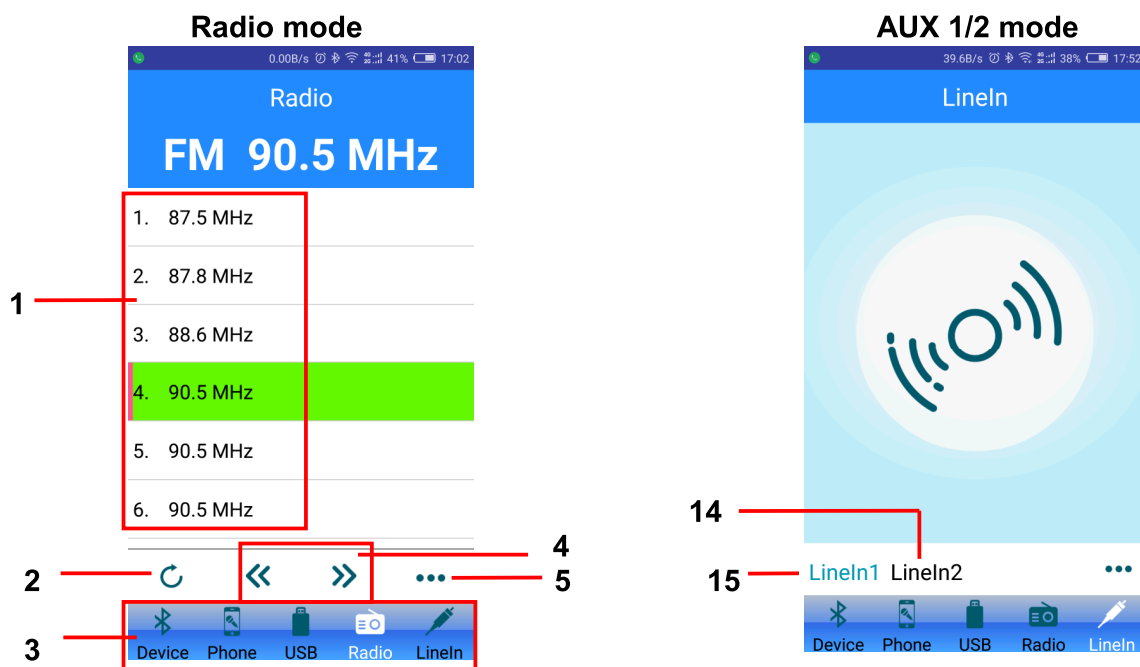 Radio mode
0.00B/s 4G 2G 41% 17:02
Radio
FM 90.5 MHz
1. 87.5 MHz
2. 87.8 MHz
3. 88.6 MHz
4. 90.5 MHz
5. 90.5 MHz
6. 90.5 MHz
1
2
3
4
5
Device Phone USB Radio LineIn
AUX 1/2 mode
39.6B/s 38% 17:52
LineIn
14
15
LineIn1 LineIn2
Device Phone USB Radio LineIn